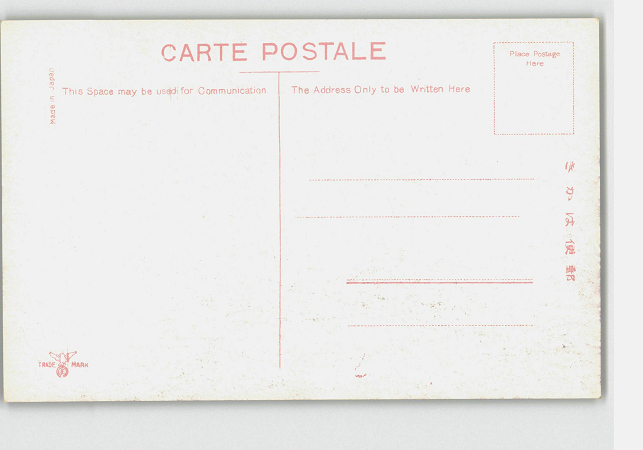 CARTE POSTALE
Place Postage
Here
Made in Japan
This Space may be used for Communication
The Address Only to be Written Here
きかは便郵
TRADE MARK